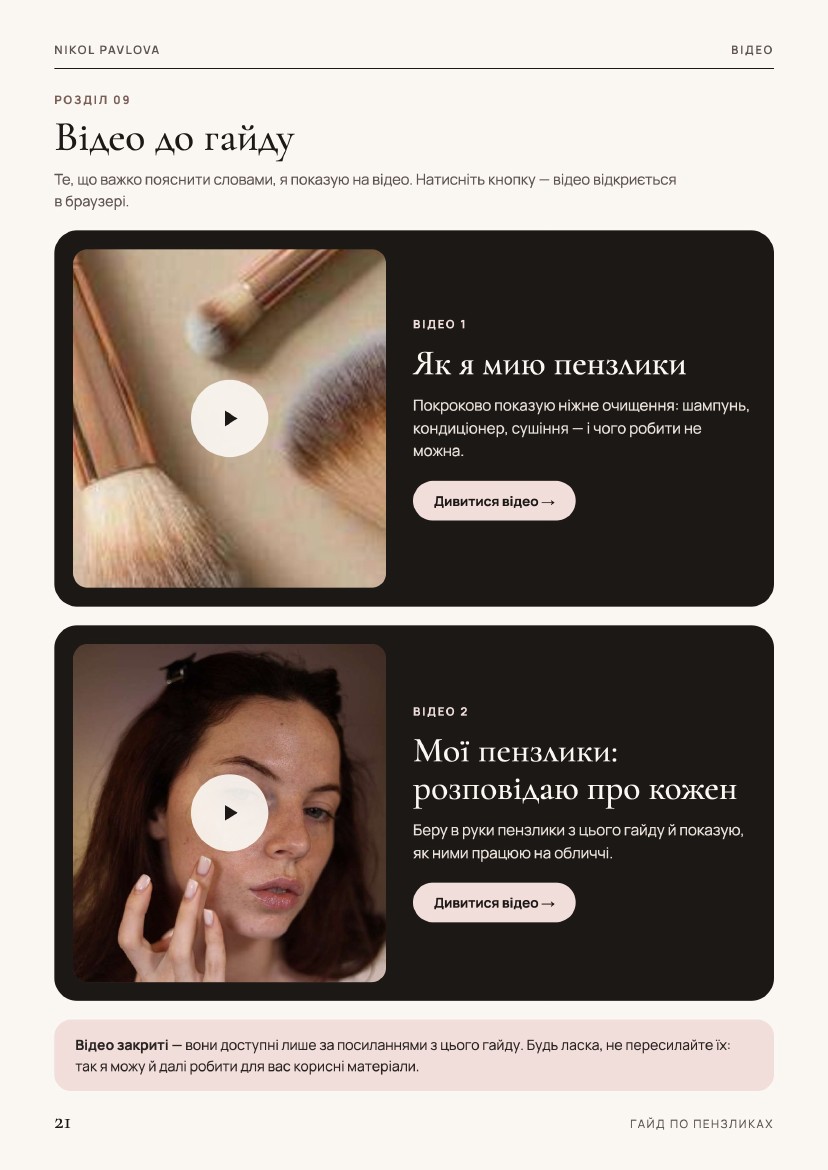 NIKOL PAVLOVA
ВІДЕО
РОЗДІЛ 09
Відео до гайду
Те, що важко пояснити словами, я показую на відео. Натисніть кнопку — відео відкриється
в браузері.
ВІДЕО 1
Як я мию пензлики
Покроково показую ніжне очищення: шампунь,
кондиціонер, сушіння — і чого робити не
можна.
Дивитися відео →
ВІДЕО 2
Мої пензлики:
розповідаю про кожен
Беру в руки пензлики з цього гайду й показую,
як ними працюю на обличчі.
Дивитися відео →
Відео закриті — вони доступні лише за посиланнями з цього гайду. Будь ласка, не пересилайте їх:
так я можу й далі робити для вас корисні матеріали.
21
ГАЙД ПО ПЕНЗЛИКАХ